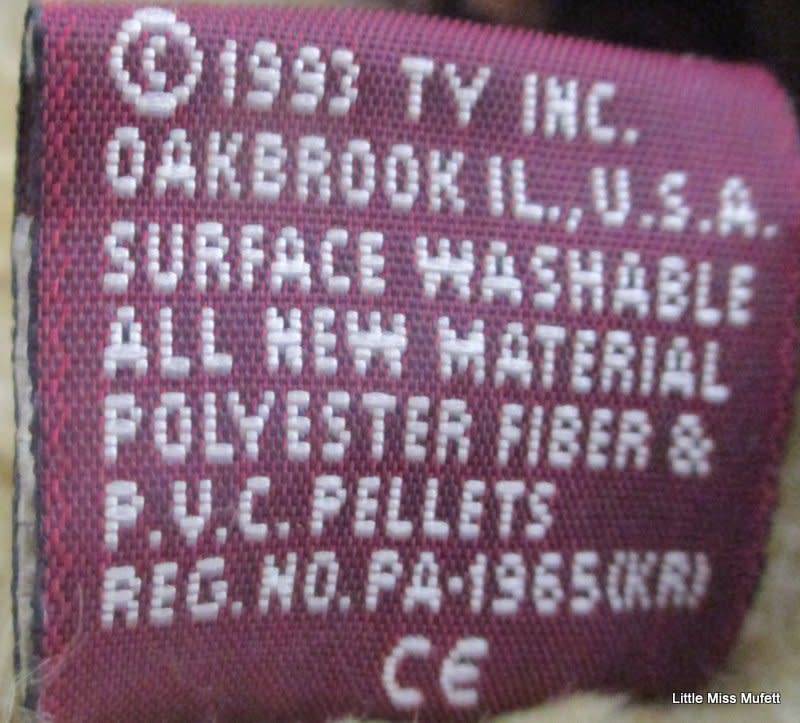 © 1993 TY INC.
OAKBROOK IL., U.S.A.
SURFACE WASHABLE
ALL NEW MATERIAL
POLYESTER FIBER &
P.V.C. PELLETS
REG. NO. PA-1965(KR)
CE
Little Miss Mufett